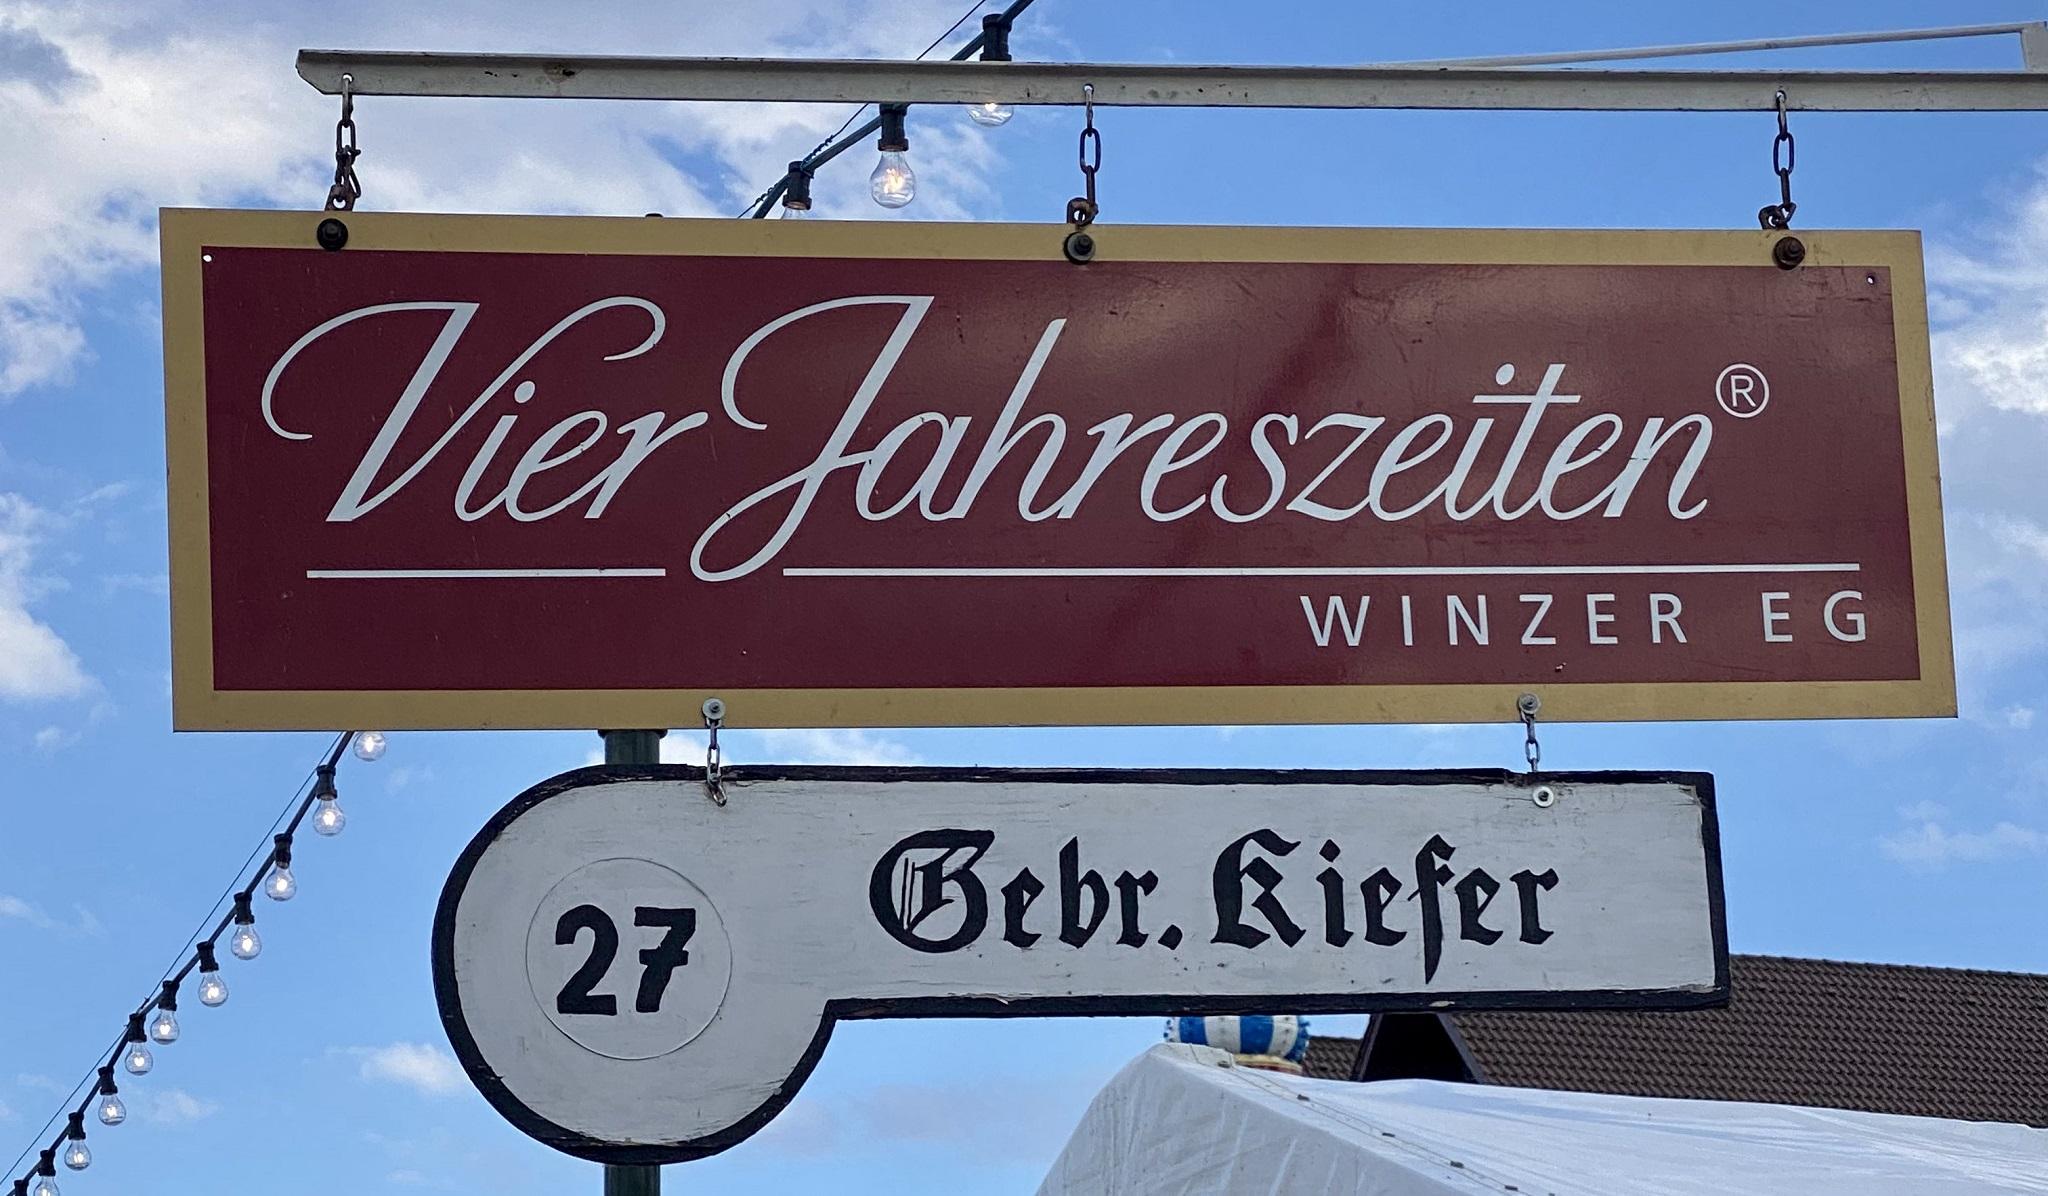 Vier Jahreszeiten®
WINZER EG
27 Gebr. Kiefer